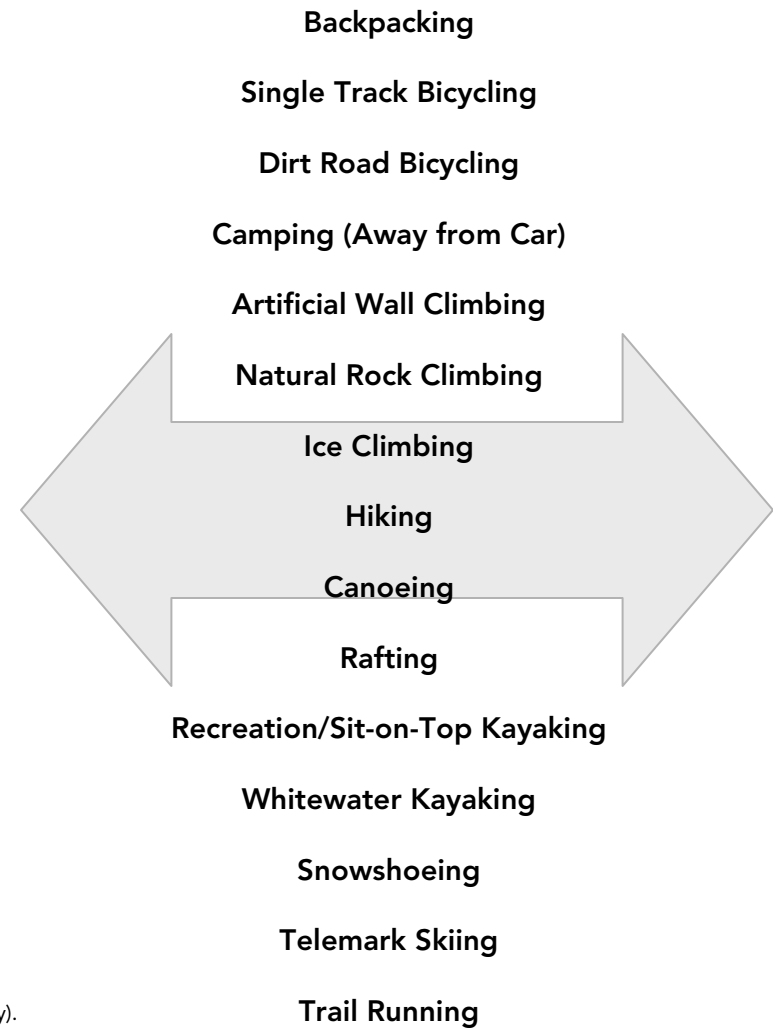 Backpacking
Single Track Bicycling
Dirt Road Bicycling
Camping (Away from Car)
Artificial Wall Climbing
Natural Rock Climbing
Ice Climbing
Hiking
Canoeing
Rafting
Recreation/Sit-on-Top Kayaking
Whitewater Kayaking
Snowshoeing
Telemark Skiing
y).
Trail Running